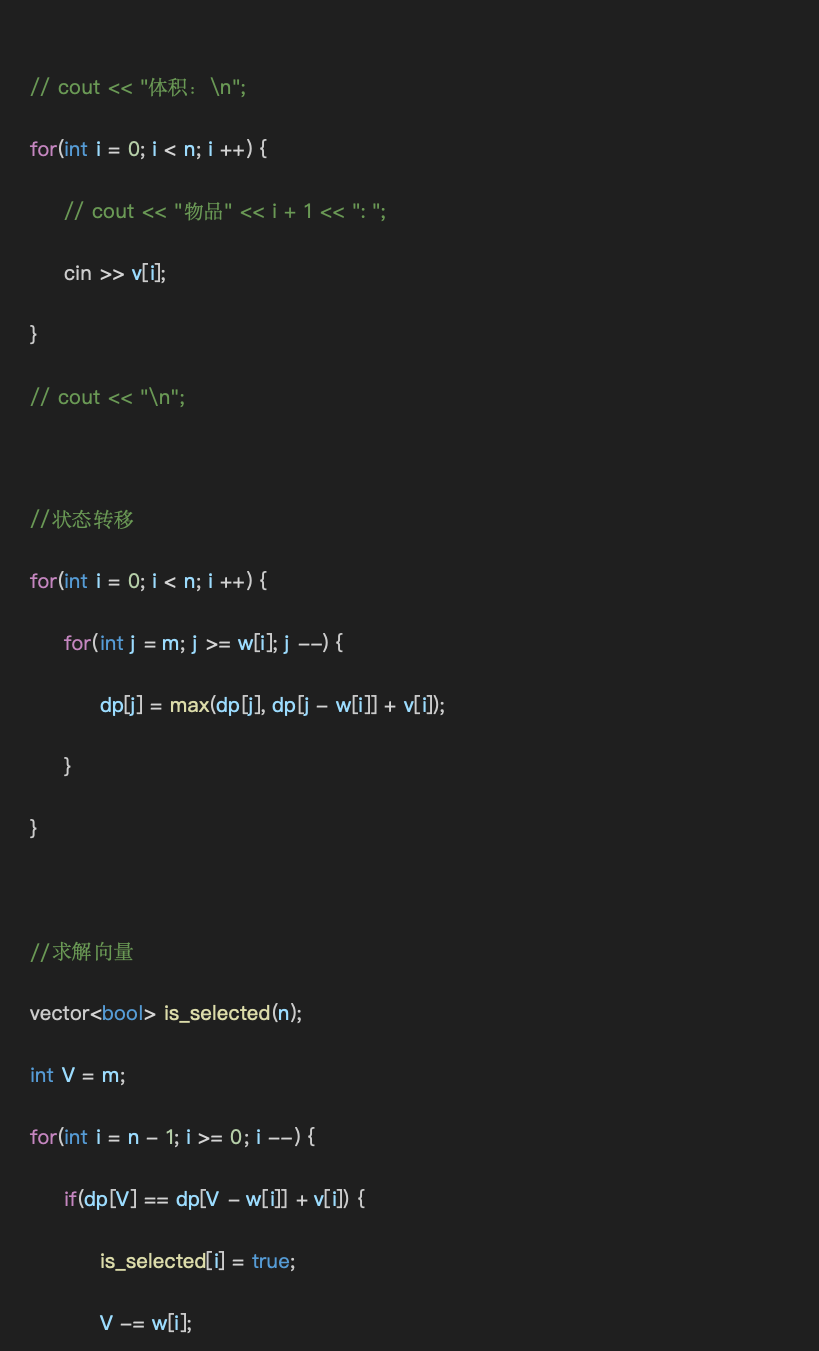 // cout << "体积：\n";
for(int i = 0; i < n; i ++) {
// cout << "物品" << i + 1 << ": ";
cin >> v[i];
}
// cout << "\n";
//状态转移
for(int i = 0; i < n; i ++) {
for(int j = m; j >= w[i]; j --) {
dp[j] = max(dp[j], dp[j - w[i]] + v[i]);
}
}
//求解向量
vector<bool> is_selected(n);
int V = m;
for(int i = n - 1; i >= 0; i --) {
if(dp[V] == dp[V - w[i]] + v[i]) {
is_selected[i] = true;
V -= w[i];